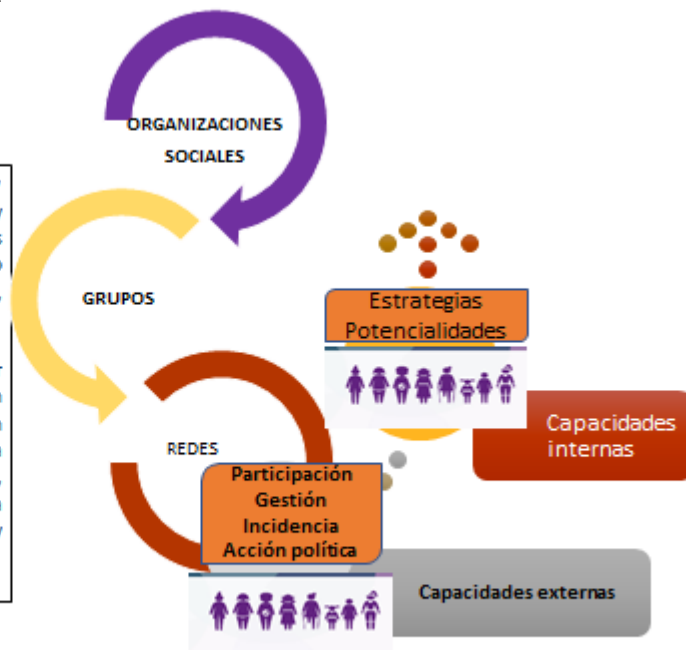 ORGANIZACIONES
SOCIALES
GRUPOS
REDES
Estrategias
Potencialidades
Capacidades
internas
Participación
Gestión
Incidencia
Acción política
Capacidades externas